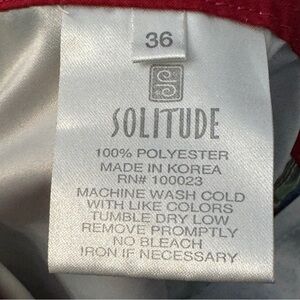 36
SOLITUDE
100% POLYESTER
MADE IN KOREA
RN# 100023
MACHINE WASH COLD
WITH LIKE COLORS
TUMBLE DRY LOW
REMOVE PROMPTLY
NO BLEACH
IRON IF NECESSARY